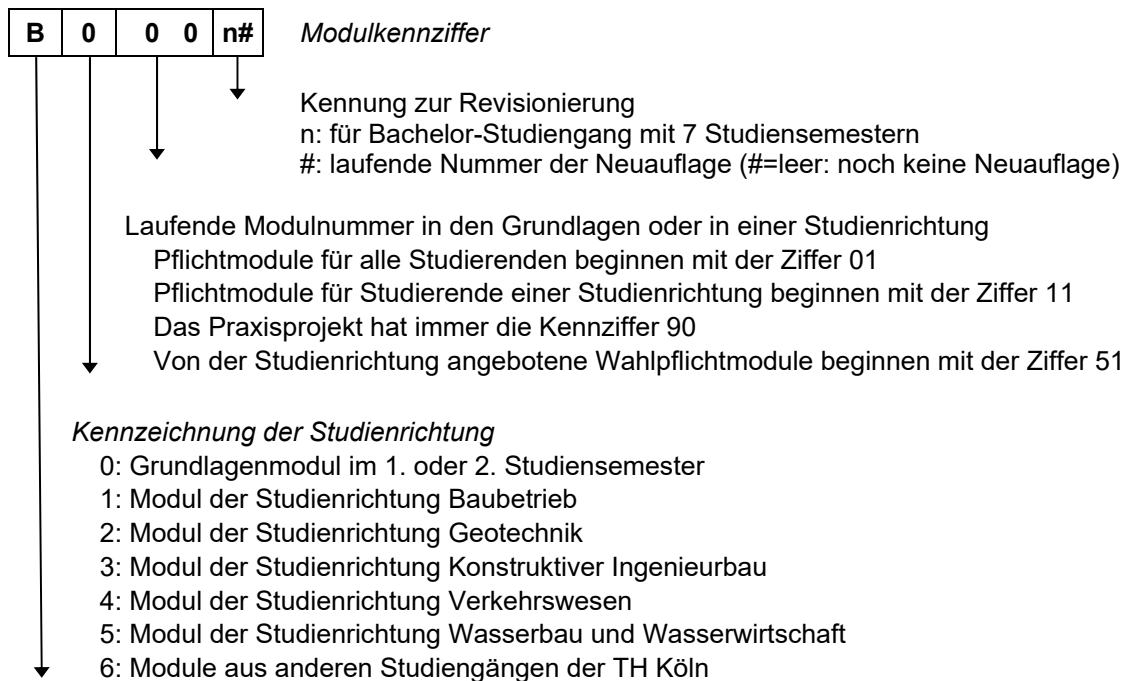 B 0 0 0 n# Modulkennziffer
Kennung zur Revisionierung
n: für Bachelor-Studiengang mit 7 Studiensemestern
#: laufende Nummer der Neuauflage (#=leer: noch keine Neuauflage)
Laufende Modulnummer in den Grundlagen oder in einer Studienrichtung
Pflichtmodule für alle Studierenden beginnen mit der Ziffer 01
Pflichtmodule für Studierende einer Studienrichtung beginnen mit der Ziffer 11
Das Praxisprojekt hat immer die Kennziffer 90
Von der Studienrichtung angebotene Wahlpflichtmodule beginnen mit der Ziffer 51
Kennzeichnung der Studienrichtung
0: Grundlagenmodul im 1. oder 2. Studiensemester
1: Modul der Studienrichtung Baubetrieb
2: Modul der Studienrichtung Geotechnik
3: Modul der Studienrichtung Konstruktiver Ingenieurbau
4: Modul der Studienrichtung Verkehrswesen
5: Modul der Studienrichtung Wasserbau und Wasserwirtschaft
6: Module aus anderen Studiengängen der TH Köln